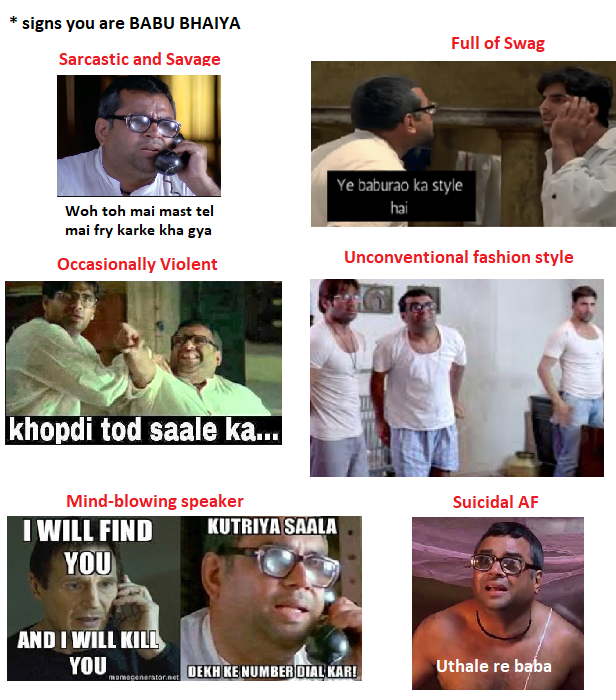 * signs you are BABU BHAIYA
Sarcastic and Savage
Full of Swag
Ye baburao ka style
hai
Woh toh mai mast tel
mai fry karke kha gya
Occasionally Violent
Unconventional fashion style
khopdi tod saale ka...
Mind-blowing speaker
Suicidal AF
I WILL FIND
YOU
AND I WILL KILL
YOU
memegenerator.net
KUTRIYA SAALA
DEKH KE NUMBER DIAL KAR!
Uthale re baba